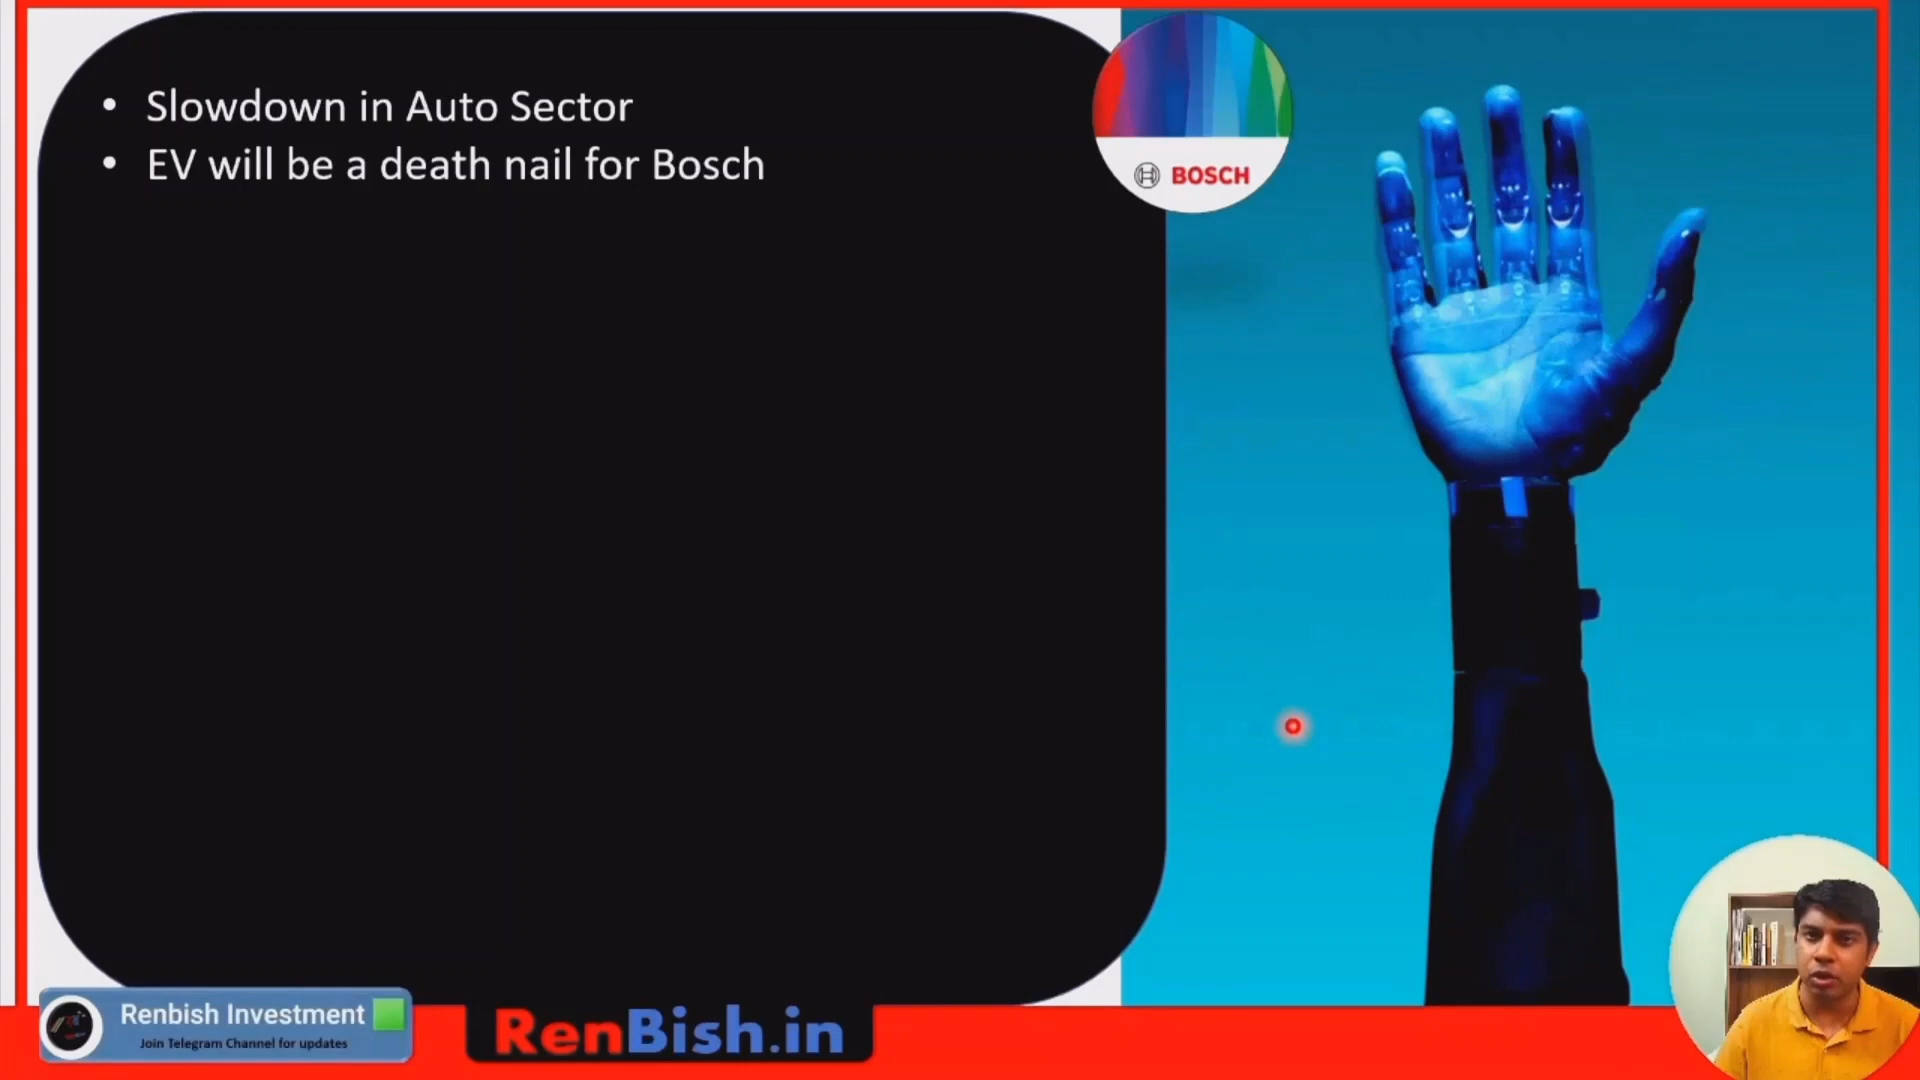 • Slowdown in Auto Sector
• EV will be a death nail for Bosch
BOSCH
Renbish Investment
Join Telegram Channel for updates
RenBish.in